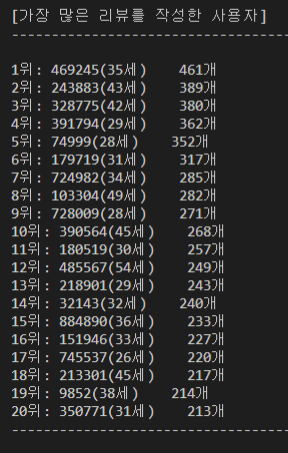 [가장 많은 리뷰를 작성한 사용자]
----------------------------------
1위: 469245(35세)    461개
2위: 243883(43세)    389개
3위: 328775(42세)    380개
4위: 391794(29세)    362개
5위: 74999(28세)    352개
6위: 179719(31세)    317개
7위: 724982(34세)    285개
8위: 103304(49세)    282개
9위: 728009(28세)    271개
10위: 390564(45세)    268개
11위: 180519(30세)    257개
12위: 485567(54세)    249개
13위: 218901(29세)    243개
14위: 32143(32세)    240개
15위: 884890(36세)    233개
16위: 151946(33세)    227개
17위: 745537(26세)    220개
18위: 213301(45세)    217개
19위: 9852(38세)    214개
20위: 350771(31세)    213개
----------------------------------